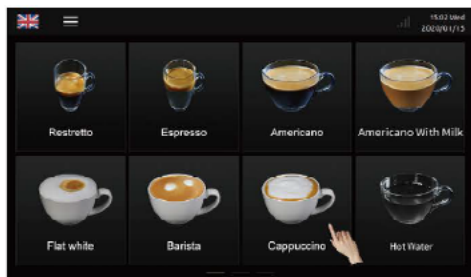 15:02 Wed
2020/01/15
Restretto
Espresso
Americano
Americano With Milk
Flat white
Barista
Cappuccino
Hot Water